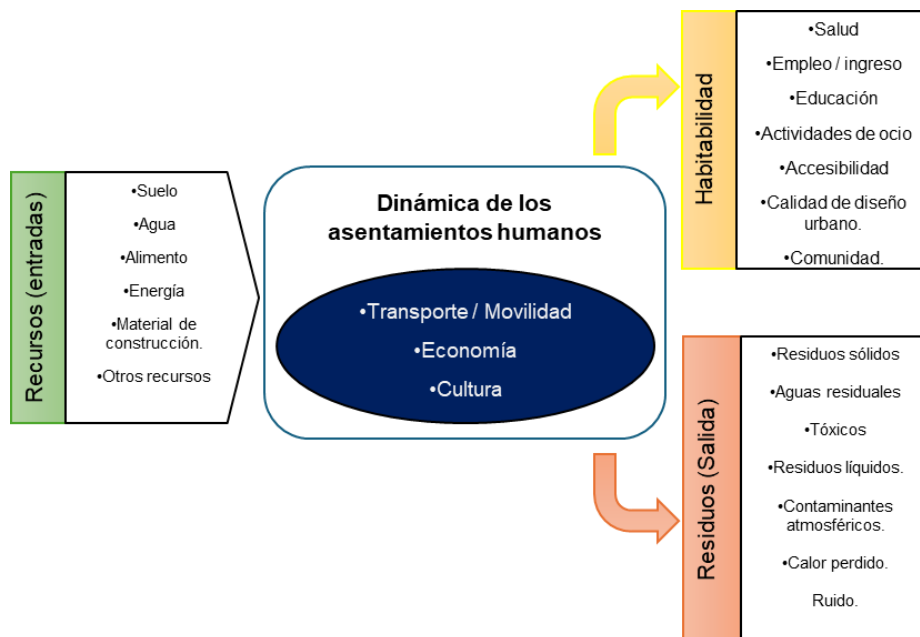 Recursos (entradas)
•Suelo
•Agua
•Alimento
•Energía
•Material de
construcción.
•Otros recursos
Dinámica de los
asentamientos humanos
•Transporte / Movilidad
•Economía
•Cultura
Habitabilidad
•Salud
•Empleo / ingreso
•Educación
•Actividades de ocio
•Accesibilidad
•Calidad de diseño
urbano.
•Comunidad.
Residuos (Salida)
•Residuos sólidos
•Aguas residuales
•Tóxicos
•Residuos líquidos.
•Contaminantes
atmosféricos.
•Calor perdido.
Ruido.